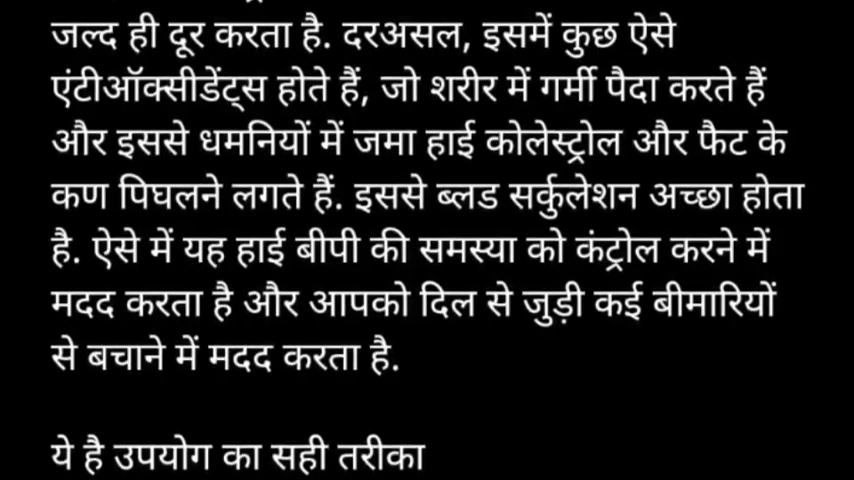 जल्द ही दूर करता है. दरअसल, इसमें कुछ ऐसे
एंटीऑक्सीडेंट्स होते हैं, जो शरीर में गर्मी पैदा करते हैं
और इससे धमनियों में जमा हाई कोलेस्ट्रोल और फैट के
कण पिघलने लगते हैं. इससे ब्लड सर्कुलेशन अच्छा होता
है. ऐसे में यह हाई बीपी की समस्या को कंट्रोल करने में
मदद करता है और आपको दिल से जुड़ी कई बीमारियों
से बचाने में मदद करता है.
ये है उपयोग का सही तरीका